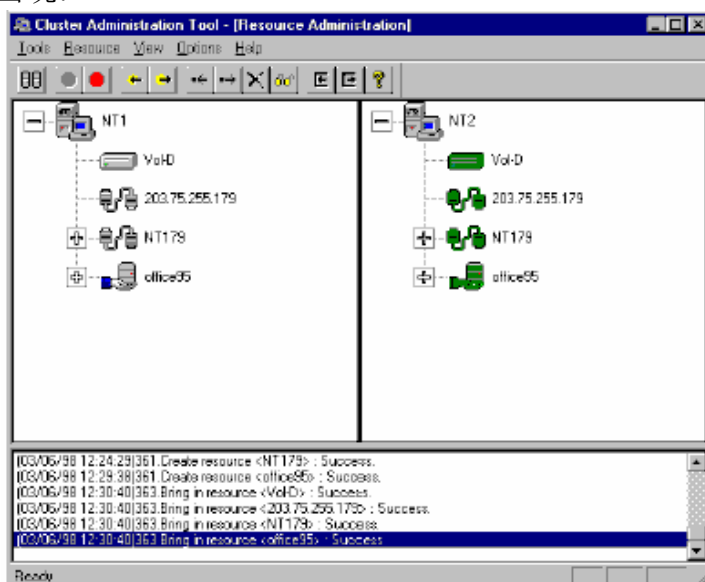 Cluster Administration Tool - [Resource Administration]
Tools Resource View Options Help
NT1
Vol-D
203.75.255.179
NT179
office95
NT2
Vol-D
203.75.255.179
NT179
office95
[03/06/98 12:24:29]361.Create resource <NT179> : Success.
[03/06/98 12:29:38]361.Create resource <office95> : Success.
[03/06/98 12:30:40]363.Bring in resource <Vol-D> : Success.
[03/06/98 12:30:40]363.Bring in resource <203.75.255.179> : Success.
[03/06/98 12:30:40]363.Bring in resource <NT179> : Success.
[03/06/98 12:30:40]363.Bring in resource <office95> : Success.
Ready